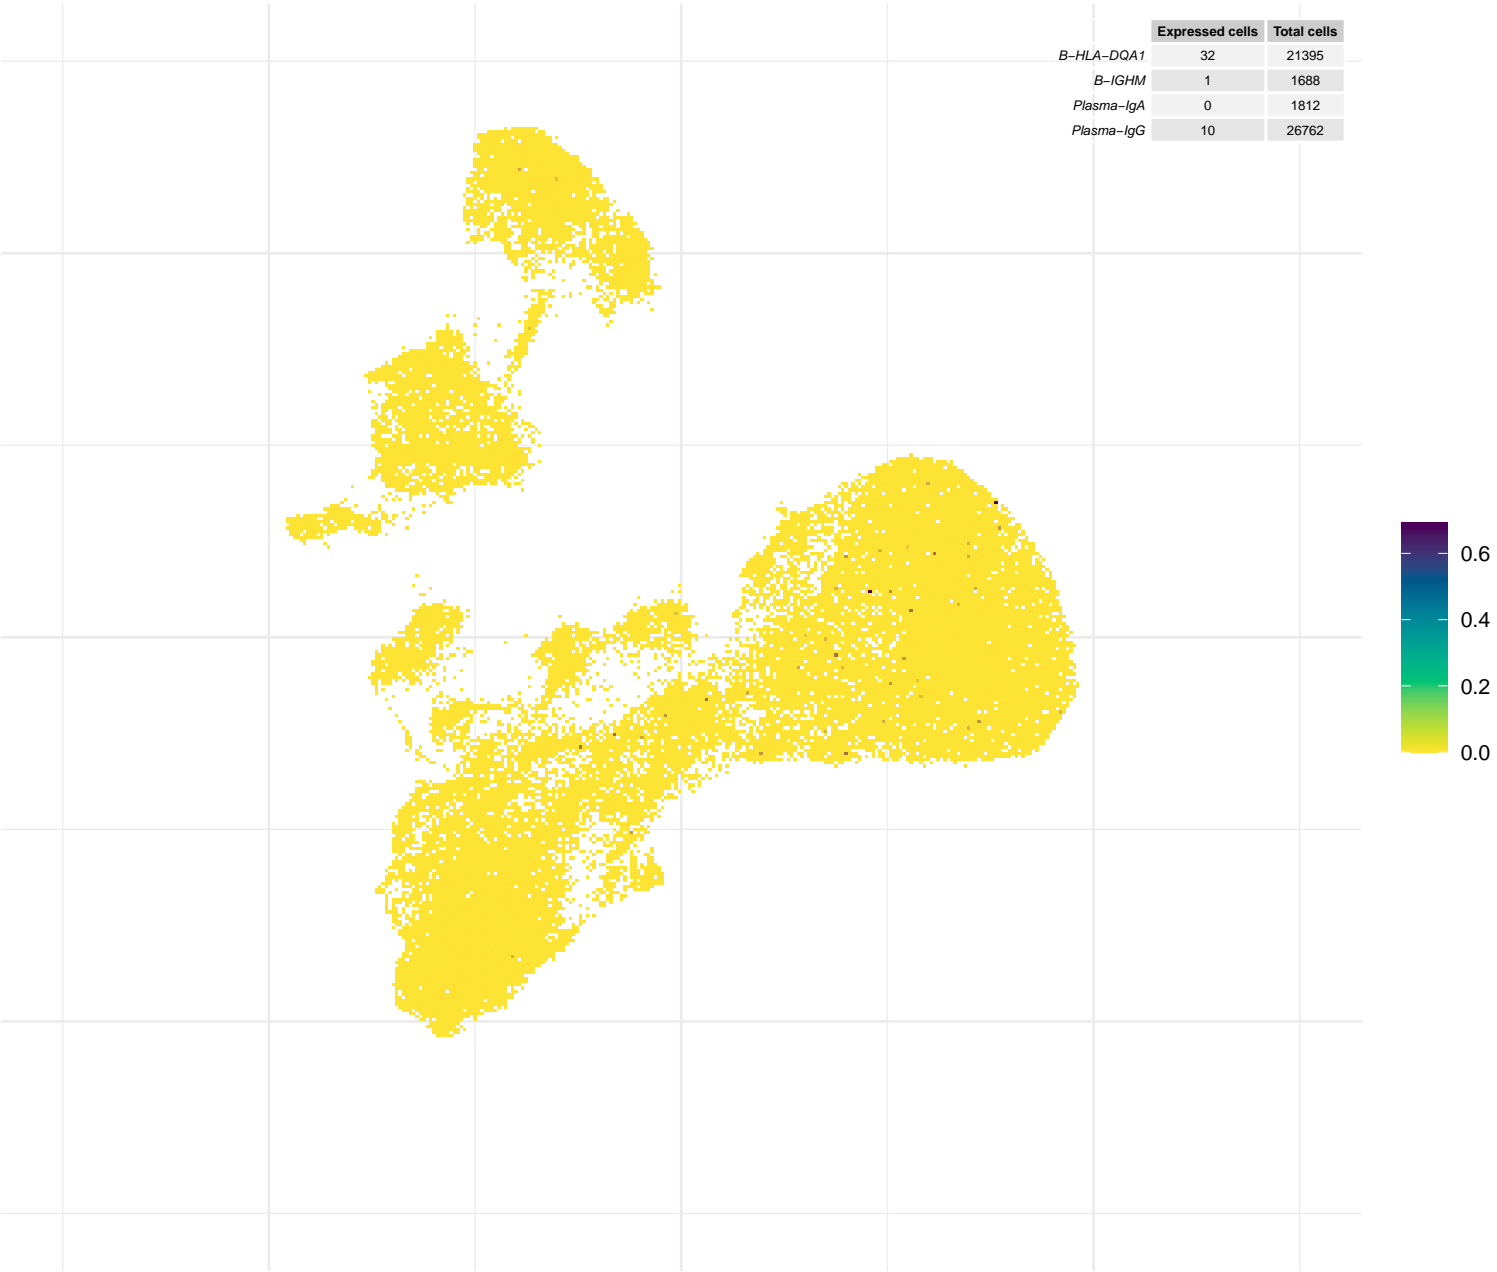 Expressed cells Total cells
B−HLA−DQA1 32 21395
B−IGHM 1 1688
Plasma−IgA 0 1812
Plasma−IgG 10 26762
0.6
0.4
0.2
0.0